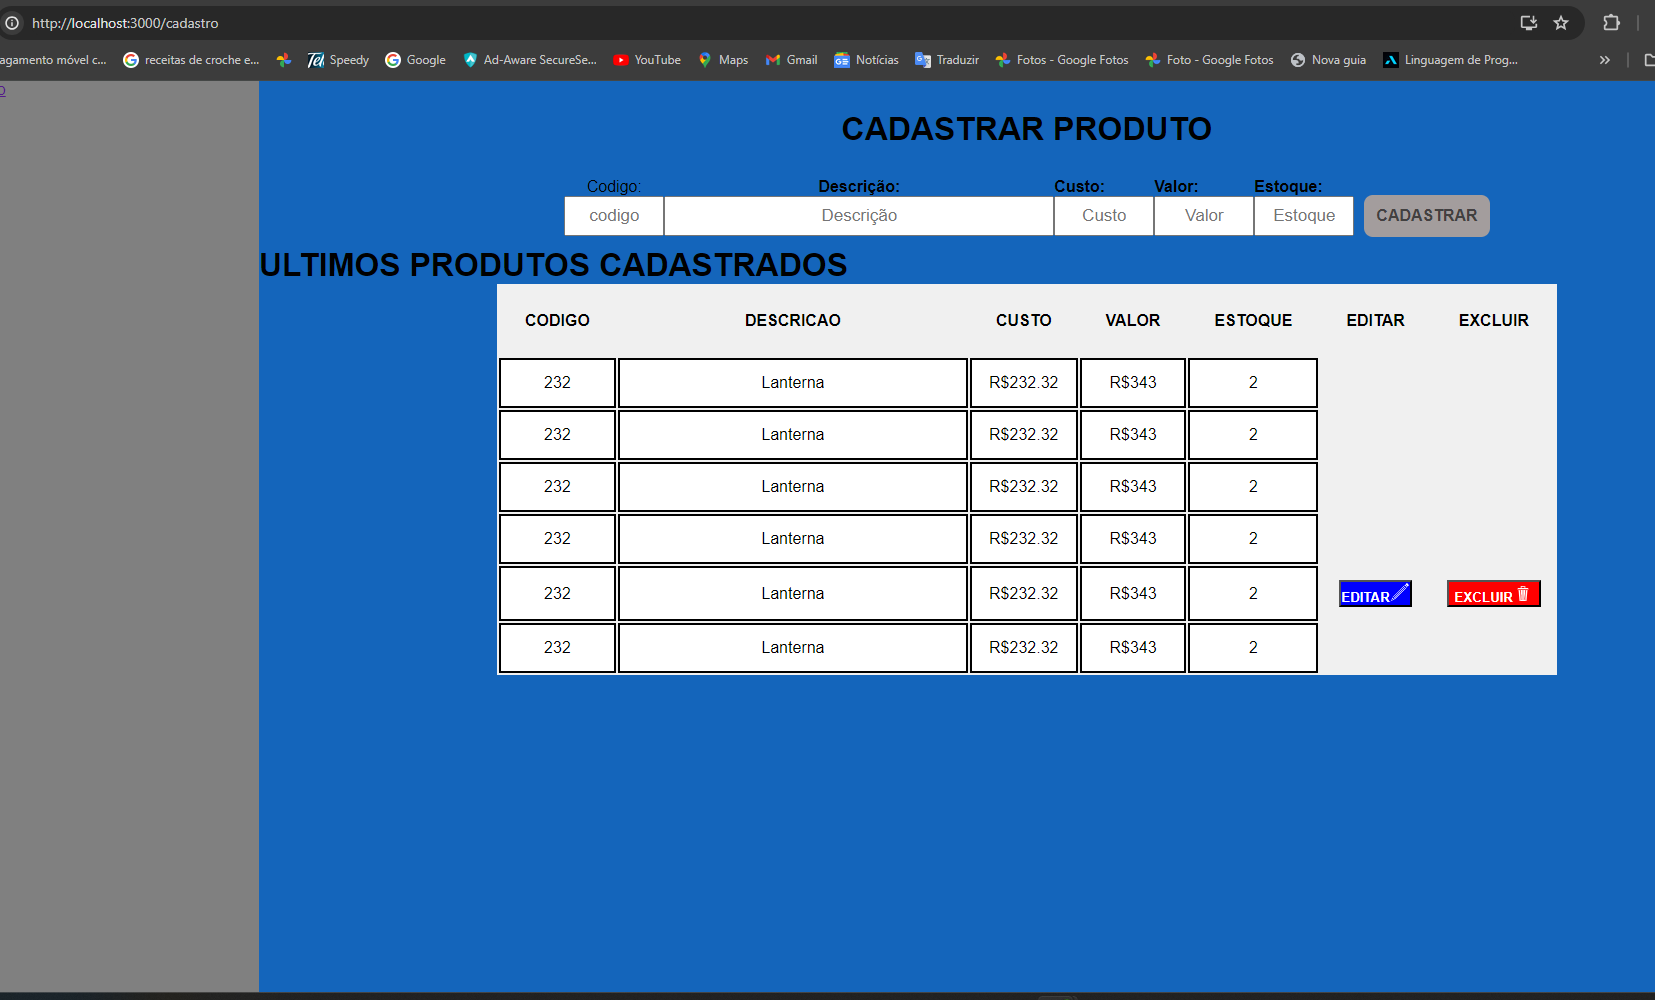 http://localhost:3000/cadastro
agamento móvel c... receitas de croche e... Speedy Google Ad-Aware SecureSe... YouTube Maps Gmail Notícias Traduzir Fotos - Google Fotos Foto - Google Fotos Nova guia Linguagem de Prog... »
o
CADASTRAR PRODUTO
Codigo: Descrição: Custo: Valor: Estoque:
codigo Descrição Custo Valor Estoque CADASTRAR
ULTIMOS PRODUTOS CADASTRADOS
CODIGO DESCRICAO CUSTO VALOR ESTOQUE EDITAR EXCLUIR
232 Lanterna R$232.32 R$343 2
232 Lanterna R$232.32 R$343 2
232 Lanterna R$232.32 R$343 2
232 Lanterna R$232.32 R$343 2
232 Lanterna R$232.32 R$343 2 EDITAR EXCLUIR
232 Lanterna R$232.32 R$343 2